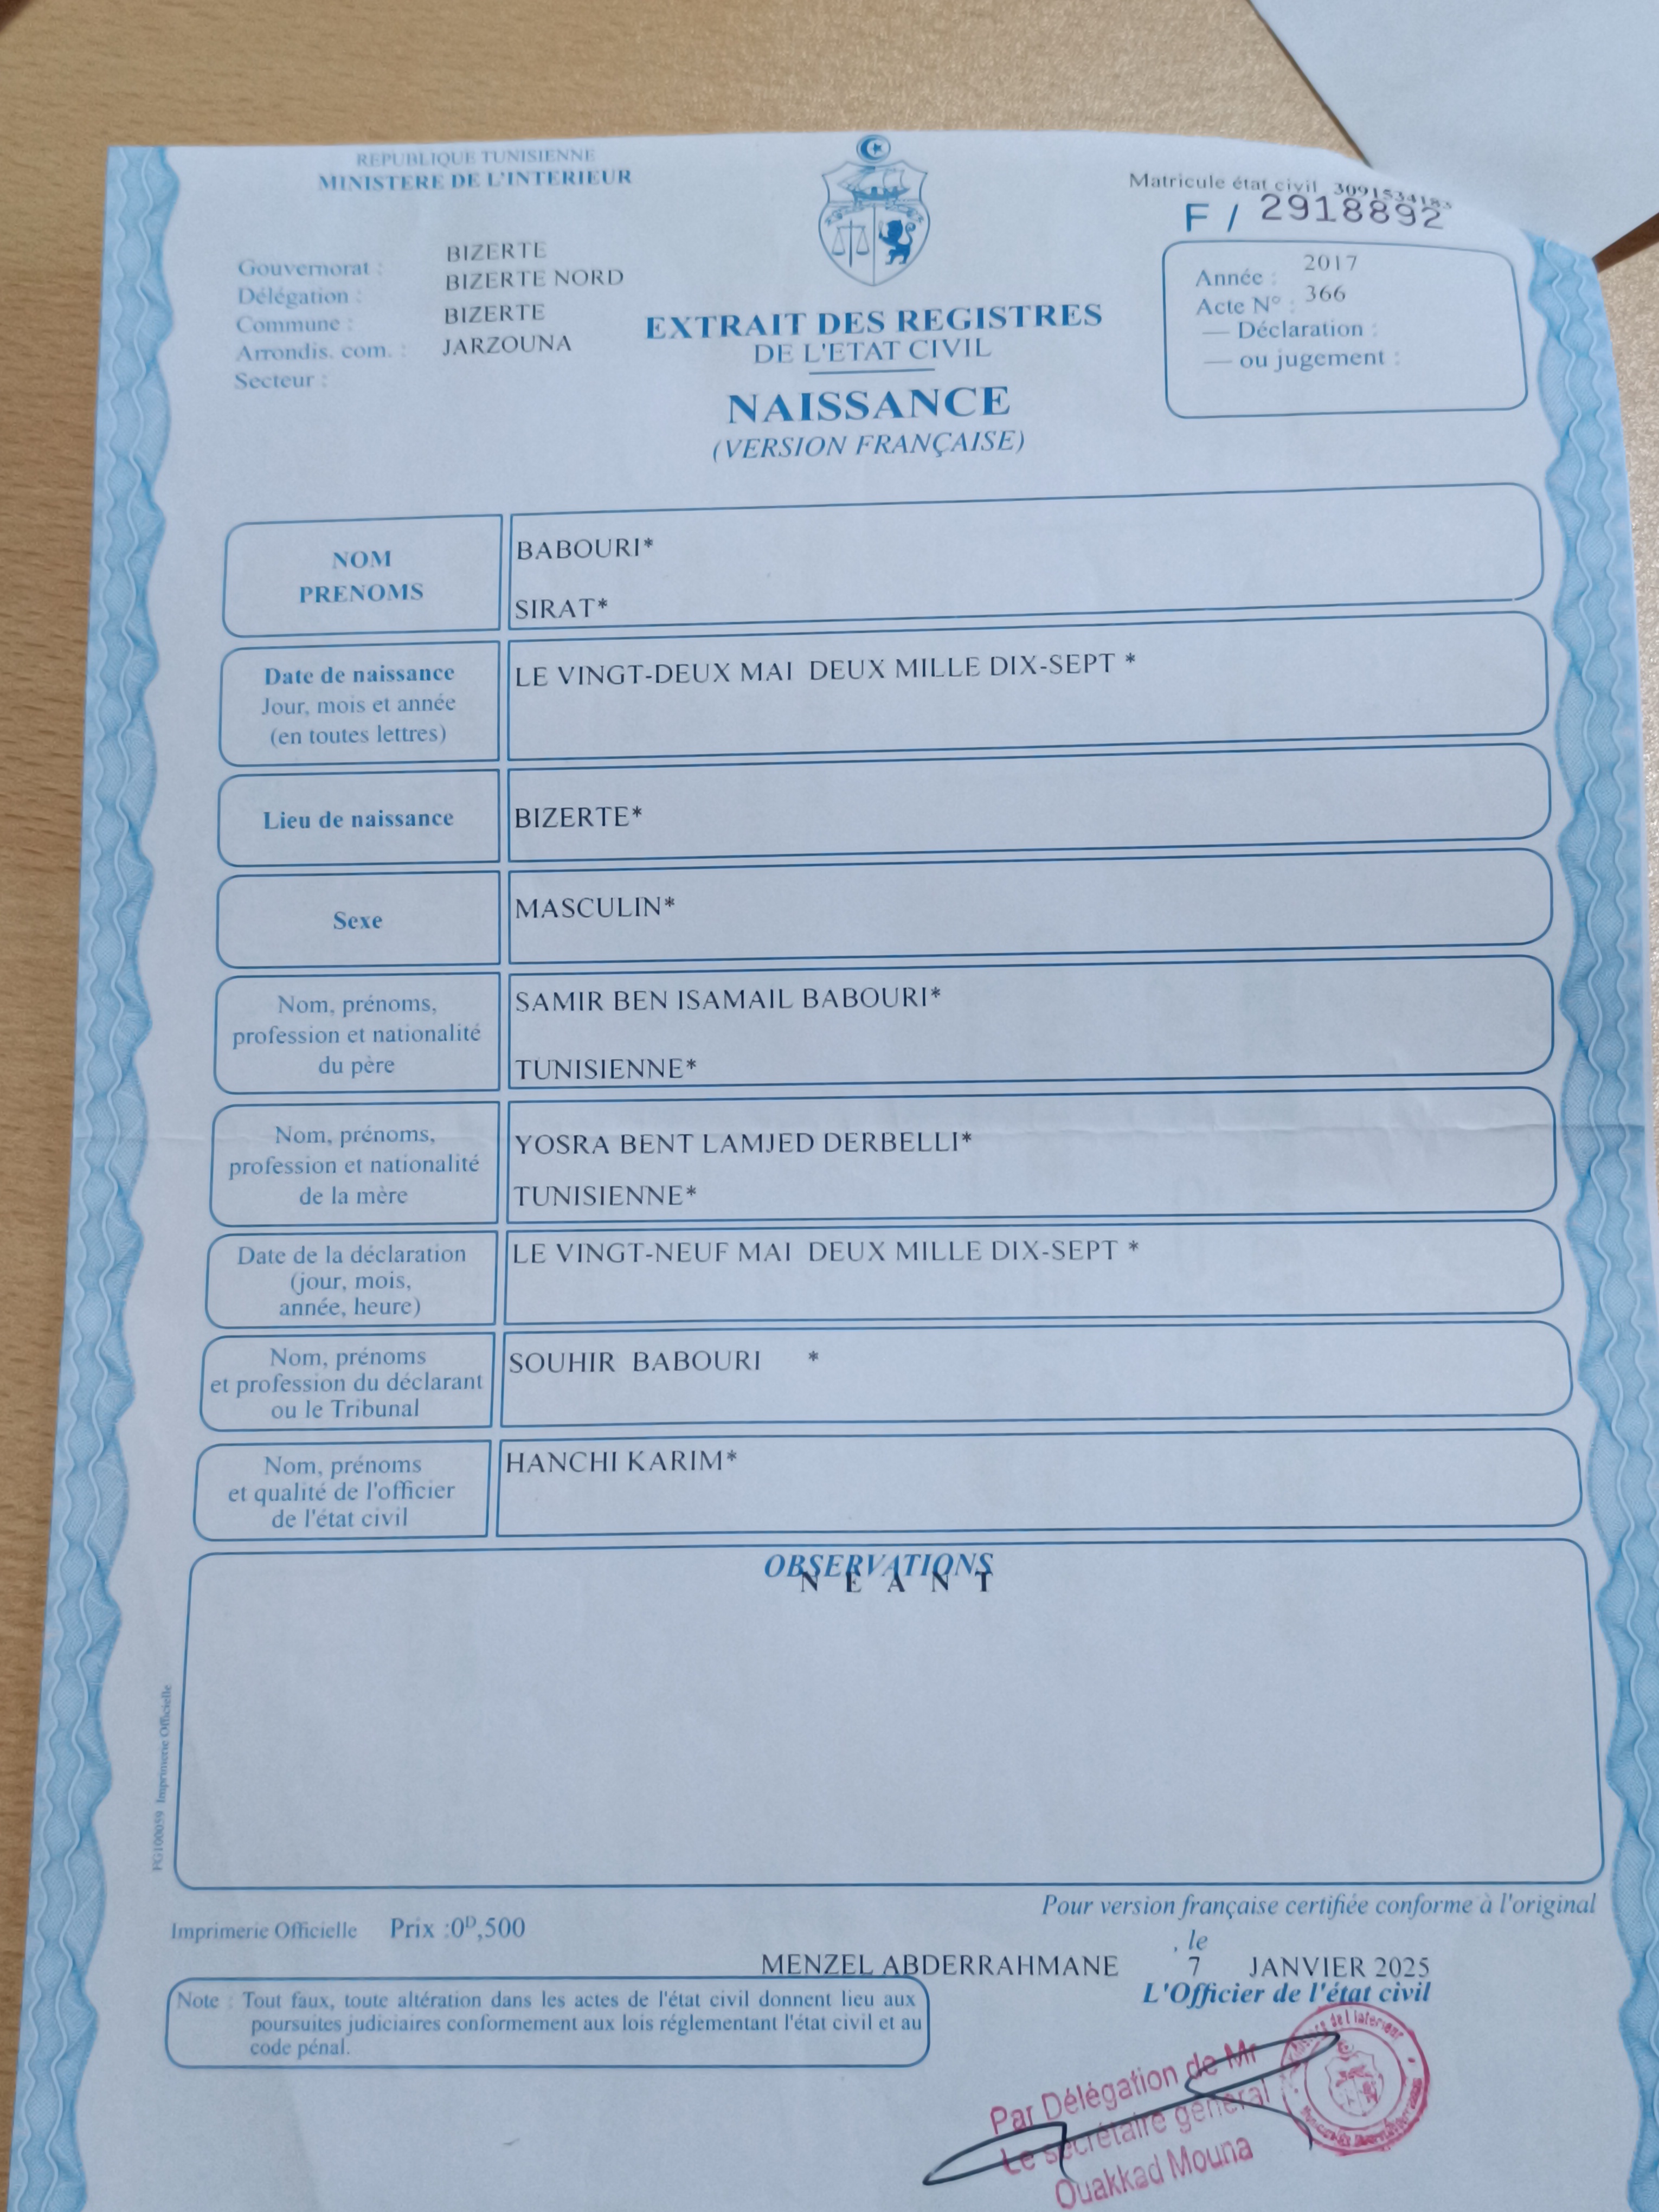 REPUBLIQUE TUNISIENNE
MINISTERE DE L'INTERIEUR
Matricule état civil 3091534183
F / 2918892
Gouvernorat : BIZERTE
Délégation : BIZERTE NORD
Commune : BIZERTE
Arrondis. com. : JARZOUNA
Secteur :
EXTRAIT DES REGISTRES
DE L'ETAT CIVIL
NAISSANCE
(VERSION FRANÇAISE)
Année : 2017
Acte N° : 366
— Déclaration :
— ou jugement :
NOM
PRENOMS
BABOURI*
SIRAT*
Date de naissance
Jour, mois et année
(en toutes lettres)
LE VINGT-DEUX MAI DEUX MILLE DIX-SEPT *
Lieu de naissance
BIZERTE*
Sexe
MASCULIN*
Nom, prénoms,
profession et nationalité
du père
SAMIR BEN ISAMAIL BABOURI*
TUNISIENNE*
Nom, prénoms,
profession et nationalité
de la mère
YOSRA BENT LAMJED DERBELLI*
TUNISIENNE*
Date de la déclaration
(jour, mois,
année, heure)
LE VINGT-NEUF MAI DEUX MILLE DIX-SEPT *
Nom, prénoms
et profession du déclarant
ou le Tribunal
SOUHIR BABOURI *
Nom, prénoms
et qualité de l'officier
de l'état civil
HANCHI KARIM*
OBSERVATIONS
N E A N T
FG100059 Imprimerie Officielle
Pour version française certifiée conforme à l'original
Imprimerie Officielle Prix :0ᴰ,500
MENZEL ABDERRAHMANE , le 7 JANVIER 2025
L'Officier de l'état civil
Note : Tout faux, toute altération dans les actes de l'état civil donnent lieu aux
poursuites judiciaires conformement aux lois réglementant l'état civil et au
code pénal.
Par Délégation de Mr
Le secrétaire général
Ouakkad Mouna
de l'interieur